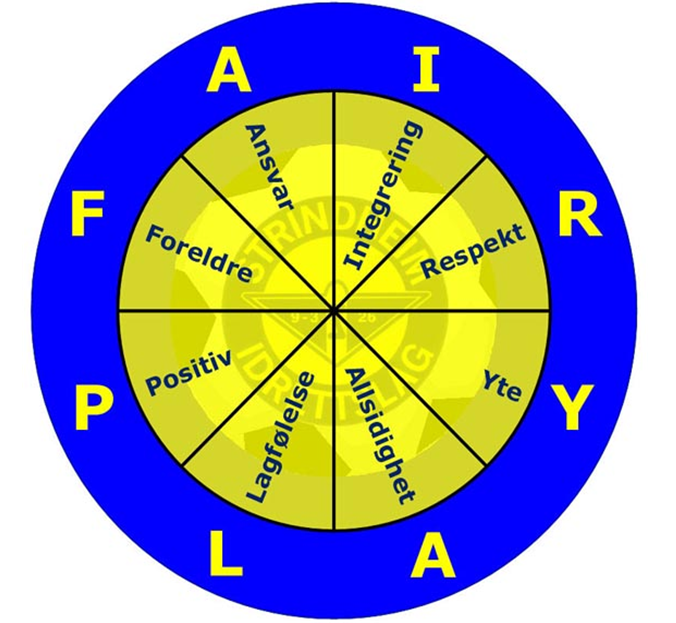 F
A
I
R
P
L
A
Y
Foreldre
Ansvar
Integrering
Respekt
Positiv
Lagfølelse
Allsidighet
Yte
STRINDHEIM
IDRETTSLAG